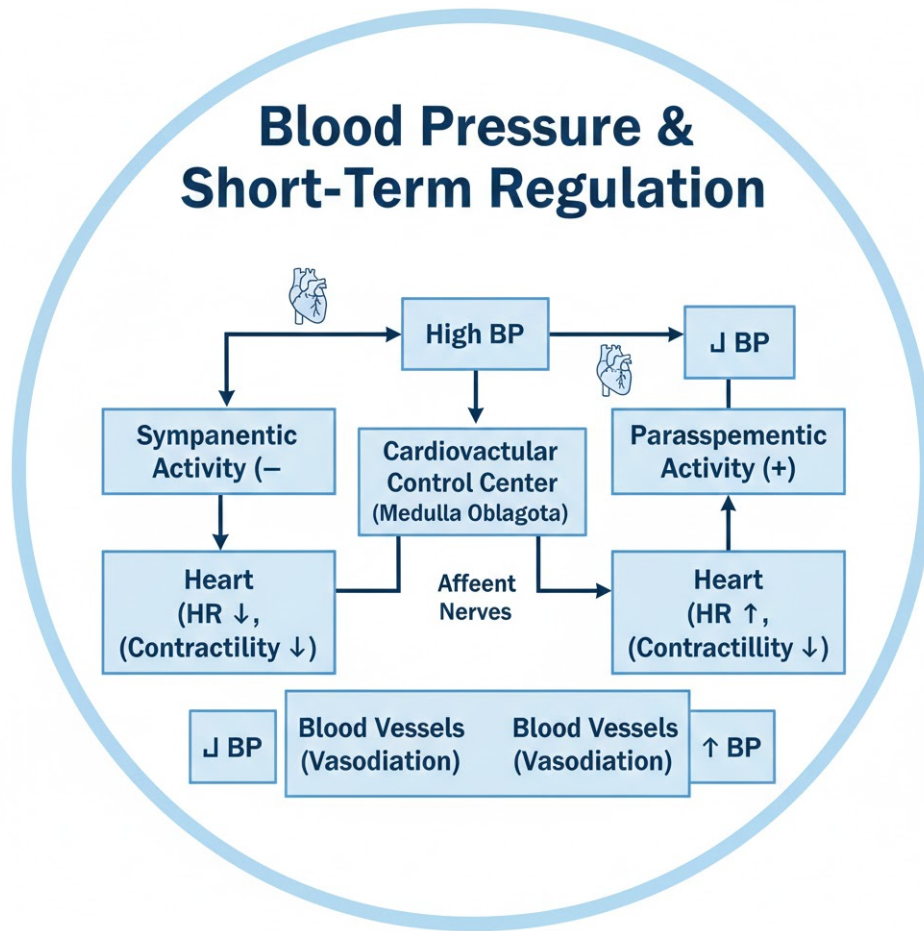 Blood Pressure &
Short-Term Regulation
High BP
┘ BP
Sympanentic
Activity (—
Cardiovactular
Control Center
(Medulla Oblagota)
Parasspementic
Activity (+)
Heart
(HR ↓,
(Contractility ↓)
Affeent
Nerves
Heart
(HR ↑,
(Contractillity ↓)
┘ BP
Blood Vessels
(Vasodiation)
Blood Vessels
(Vasodiation)
↑ BP